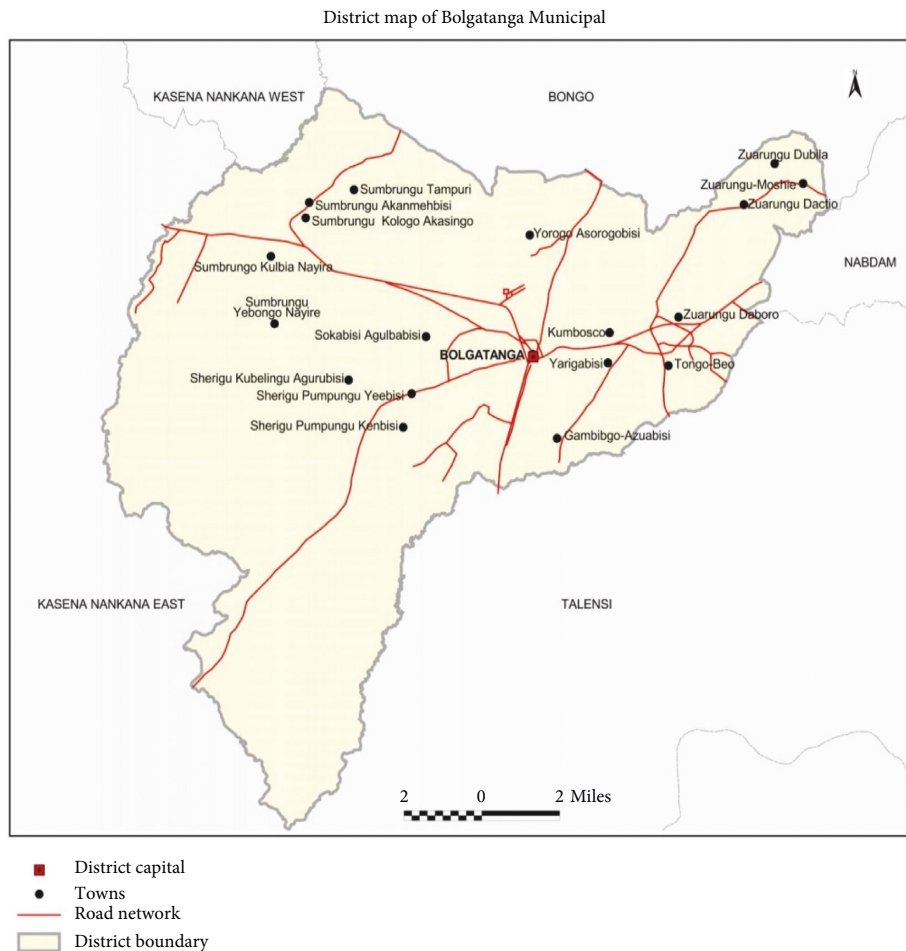 District map of Bolgatanga Municipal
N
KASENA NANKANA WEST
BONGO
Zuarungu Dubila
Zuarungu-Moshie
Zuarungu Dactio
Sumbrungu Tampuri
Sumbrungu Akanmehbisi
Sumbrungu Kologo Akasingo
Yorogo Asorogobisi
NABDAM
Sumbrungo Kulbia Nayira
Sumbrungu
Yebongo Nayire
Zuarungu Daboro
Sokabisi Agulbabisi
Kumbosco
BOLGATANGA
Yarigabisi
Tongo-Beo
Sherigu Kubelingu Agurubisi
Sherigu Pumpungu Yeebisi
Sherigu Pumpungu Kenbisi
Gambibgo-Azuabisi
KASENA NANKANA EAST
TALENSI
2 0 2 Miles
District capital
Towns
Road network
District boundary